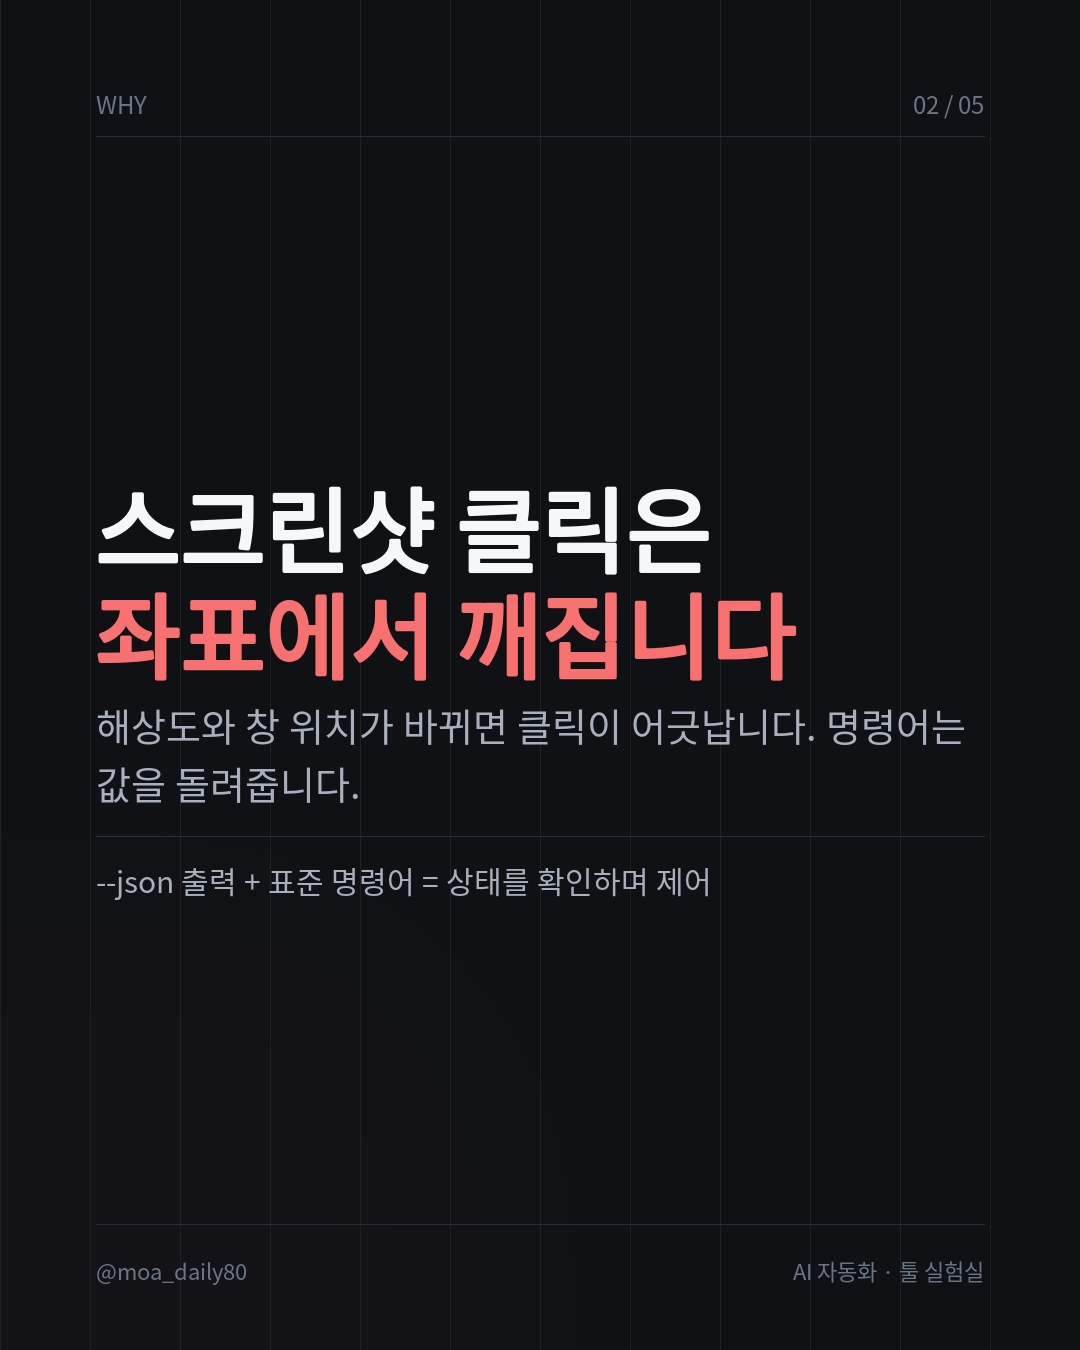 WHY
02 / 05
스크린샷 클릭은
좌표에서 깨집니다
해상도와 창 위치가 바뀌면 클릭이 어긋납니다. 명령어는
값을 돌려줍니다.
--json 출력 + 표준 명령어 = 상태를 확인하며 제어
@moa_daily80
AI 자동화 · 툴 실험실